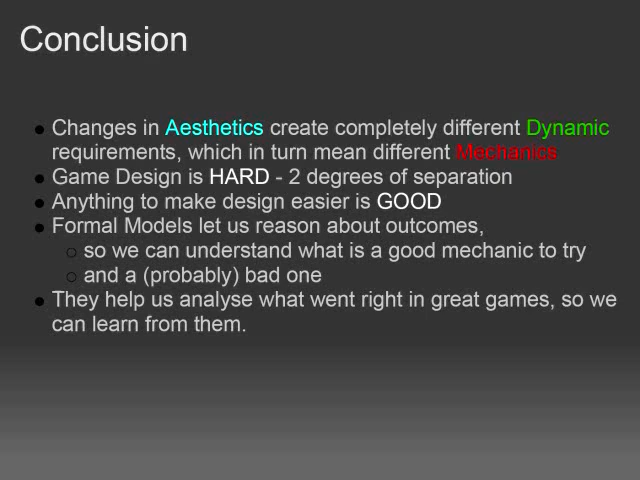 Conclusion
Changes in Aesthetics create completely different Dynamic
requirements, which in turn mean different Mechanics
Game Design is HARD - 2 degrees of separation
Anything to make design easier is GOOD
Formal Models let us reason about outcomes,
so we can understand what is a good mechanic to try
and a (probably) bad one
They help us analyse what went right in great games, so we
can learn from them.